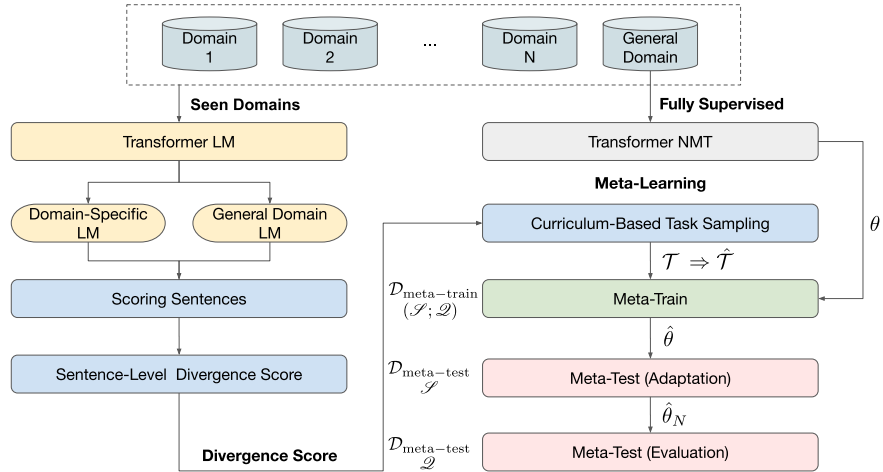 Domain
1
Domain
2
...
Domain
N
General
Domain
Seen Domains
Fully Supervised
Transformer LM
Transformer NMT
Meta-Learning
Domain-Specific
LM
General Domain
LM
Curriculum-Based Task Sampling
θ
𝒯 ⇒ 𝒯̂
Scoring Sentences
𝒟meta−train
(𝒮; 𝒬)
Meta-Train
θ̂
Sentence-Level Divergence Score
𝒟meta−test
𝒮
Meta-Test (Adaptation)
θ̂N
Divergence Score
𝒟meta−test
𝒬
Meta-Test (Evaluation)